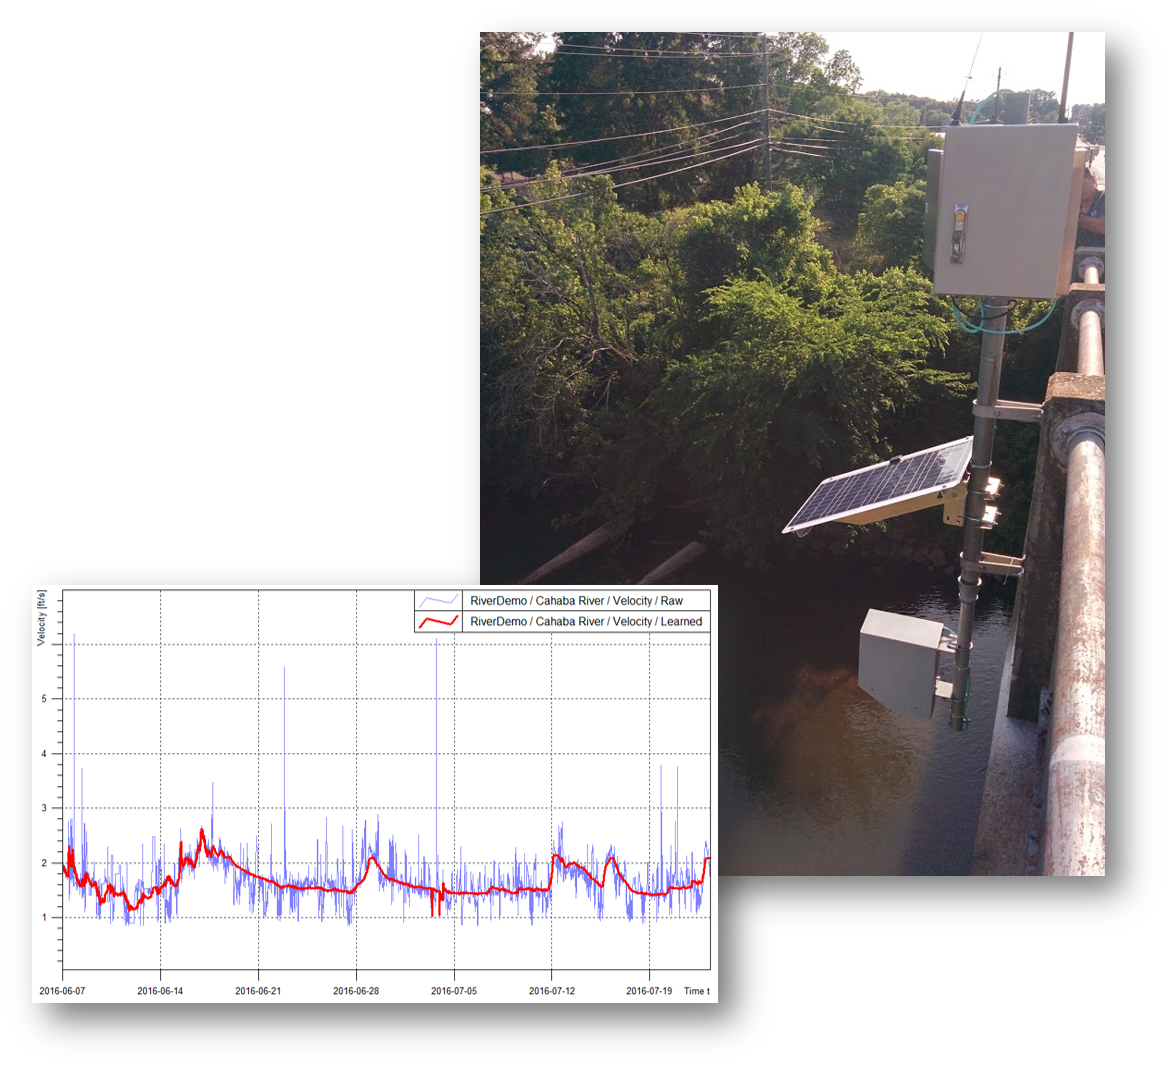 Velocity [ft/s]
RiverDemo / Cahaba River / Velocity / Raw
RiverDemo / Cahaba River / Velocity / Learned
5
4
3
2
1
2016-06-07 2016-06-14 2016-06-21 2016-06-28 2016-07-05 2016-07-12 2016-07-19 Time t